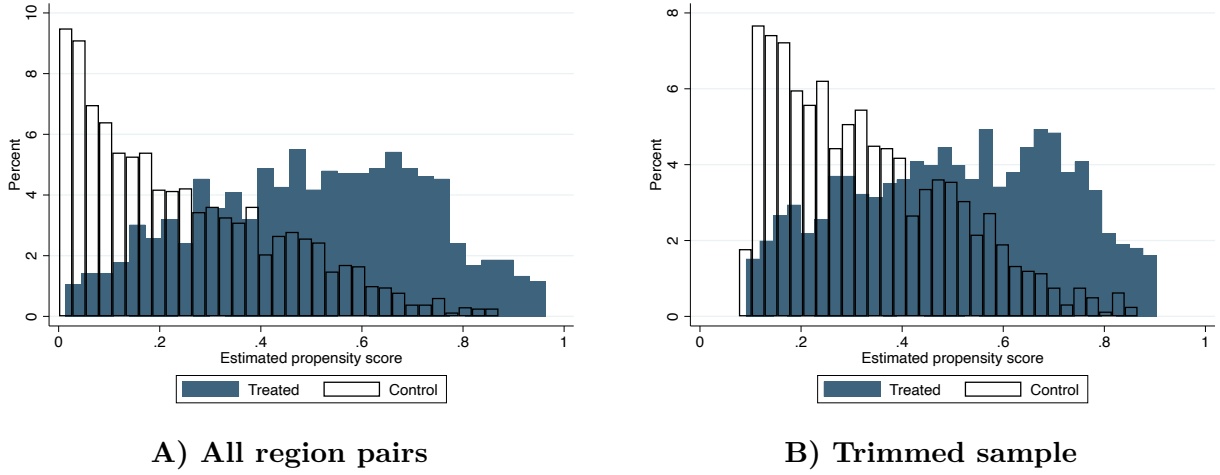 Percent
0 2 4 6 8 10
0 .2 .4 .6 .8 1
Estimated propensity score
Treated Control
A) All region pairs
Percent
0 2 4 6 8
0 .2 .4 .6 .8 1
Estimated propensity score
Treated Control
B) Trimmed sample